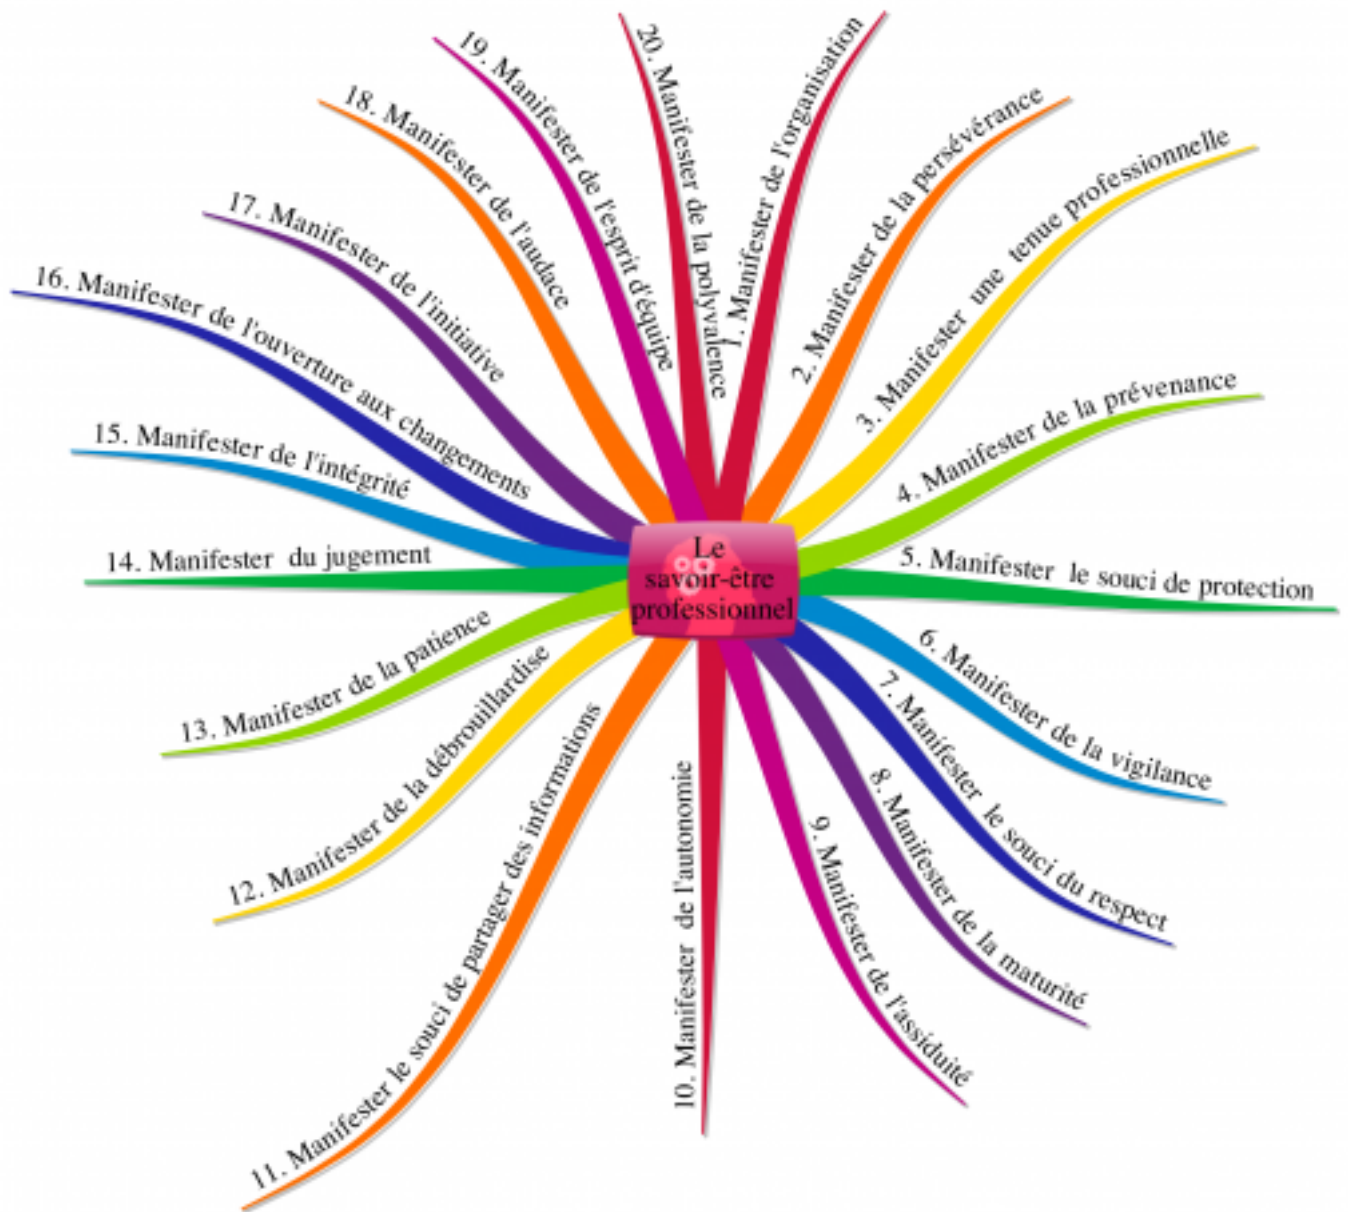 Le
savoir-être
professionnel
1. Manifester de l'organisation
2. Manifester de la persévérance
3. Manifester une tenue professionnelle
4. Manifester de la prévenance
5. Manifester le souci de protection
6. Manifester de la vigilance
7. Manifester le souci du respect
8. Manifester de la maturité
9. Manifester de l'assiduité
10. Manifester de l'autonomie
11. Manifester le souci de partager des informations
12. Manifester de la débrouillardise
13. Manifester de la patience
14. Manifester du jugement
15. Manifester de l'intégrité
16. Manifester de l'ouverture aux changements
17. Manifester de l'initiative
18. Manifester de l'audace
19. Manifester de l'esprit d'équipe
20. Manifester de la polyvalence